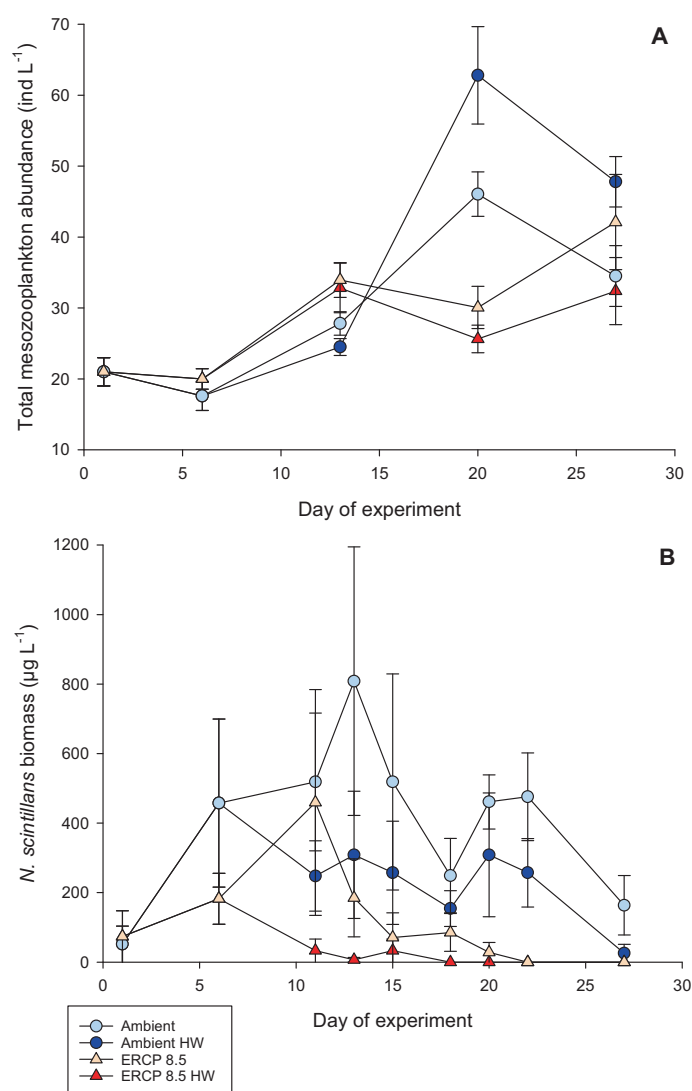 A
Total mesozooplankton abundance (ind L⁻¹)
70
60
50
40
30
20
10
0 5 10 15 20 25 30
Day of experiment
B
N. scintillans biomass (µg L⁻¹)
1200
1000
800
600
400
200
0
0 5 10 15 20 25 30
Day of experiment
Ambient
Ambient HW
ERCP 8.5
ERCP 8.5 HW